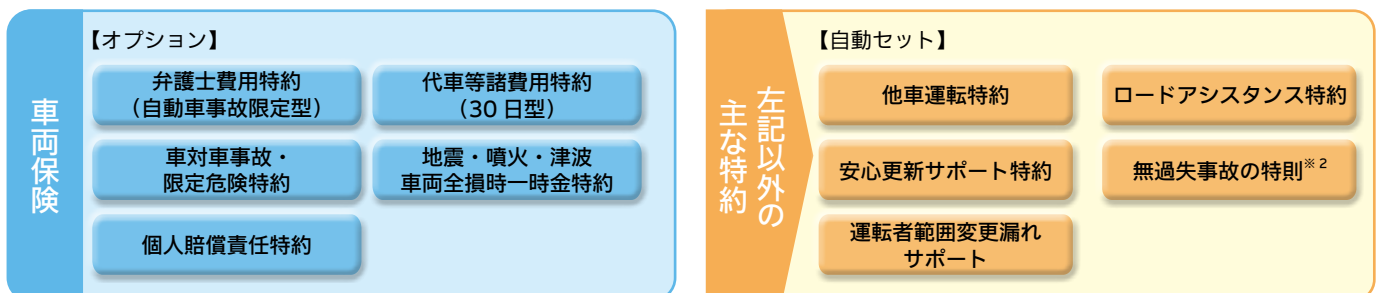 車両保険
【オプション】
弁護士費用特約
（自動車事故限定型）
代車等諸費用特約
（30日型）
車対車事故・
限定危険特約
地震・噴火・津波
車両全損時一時金特約
個人賠償責任特約
左記以外の
主な特約
【自動セット】
他車運転特約
ロードアシスタンス特約
安心更新サポート特約
無過失事故の特則※2
運転者範囲変更漏れ
サポート